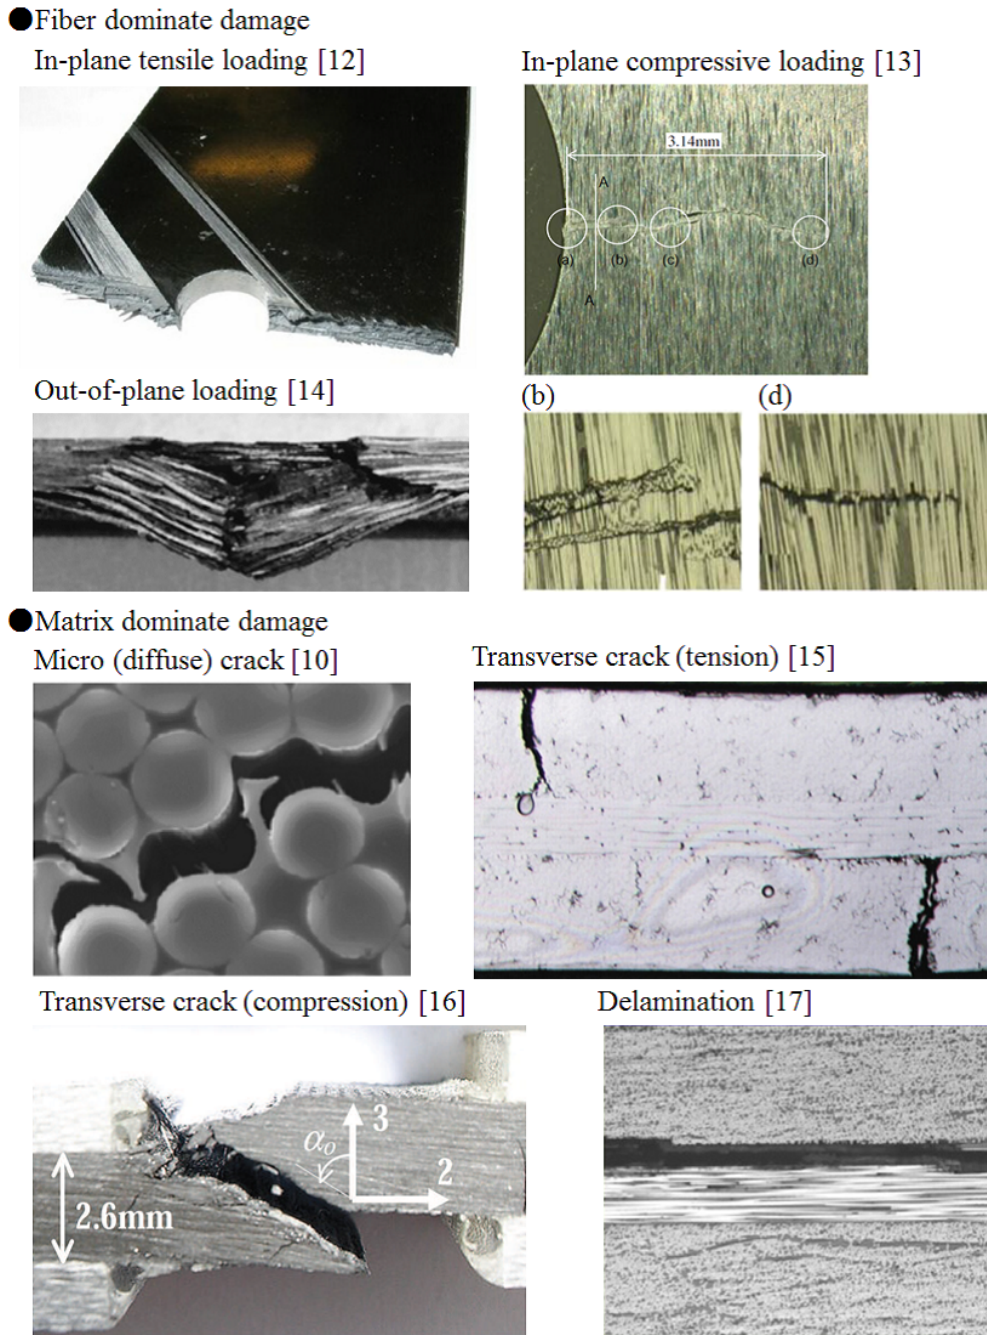 ●Fiber dominate damage
In-plane tensile loading [12]
In-plane compressive loading [13]
3.14mm
A
(a)
(b)
(c)
(d)
A
Out-of-plane loading [14]
(b)
(d)
●Matrix dominate damage
Micro (diffuse) crack [10]
Transverse crack (tension) [15]
Transverse crack (compression) [16]
Delamination [17]
3
α₀
2
2.6mm